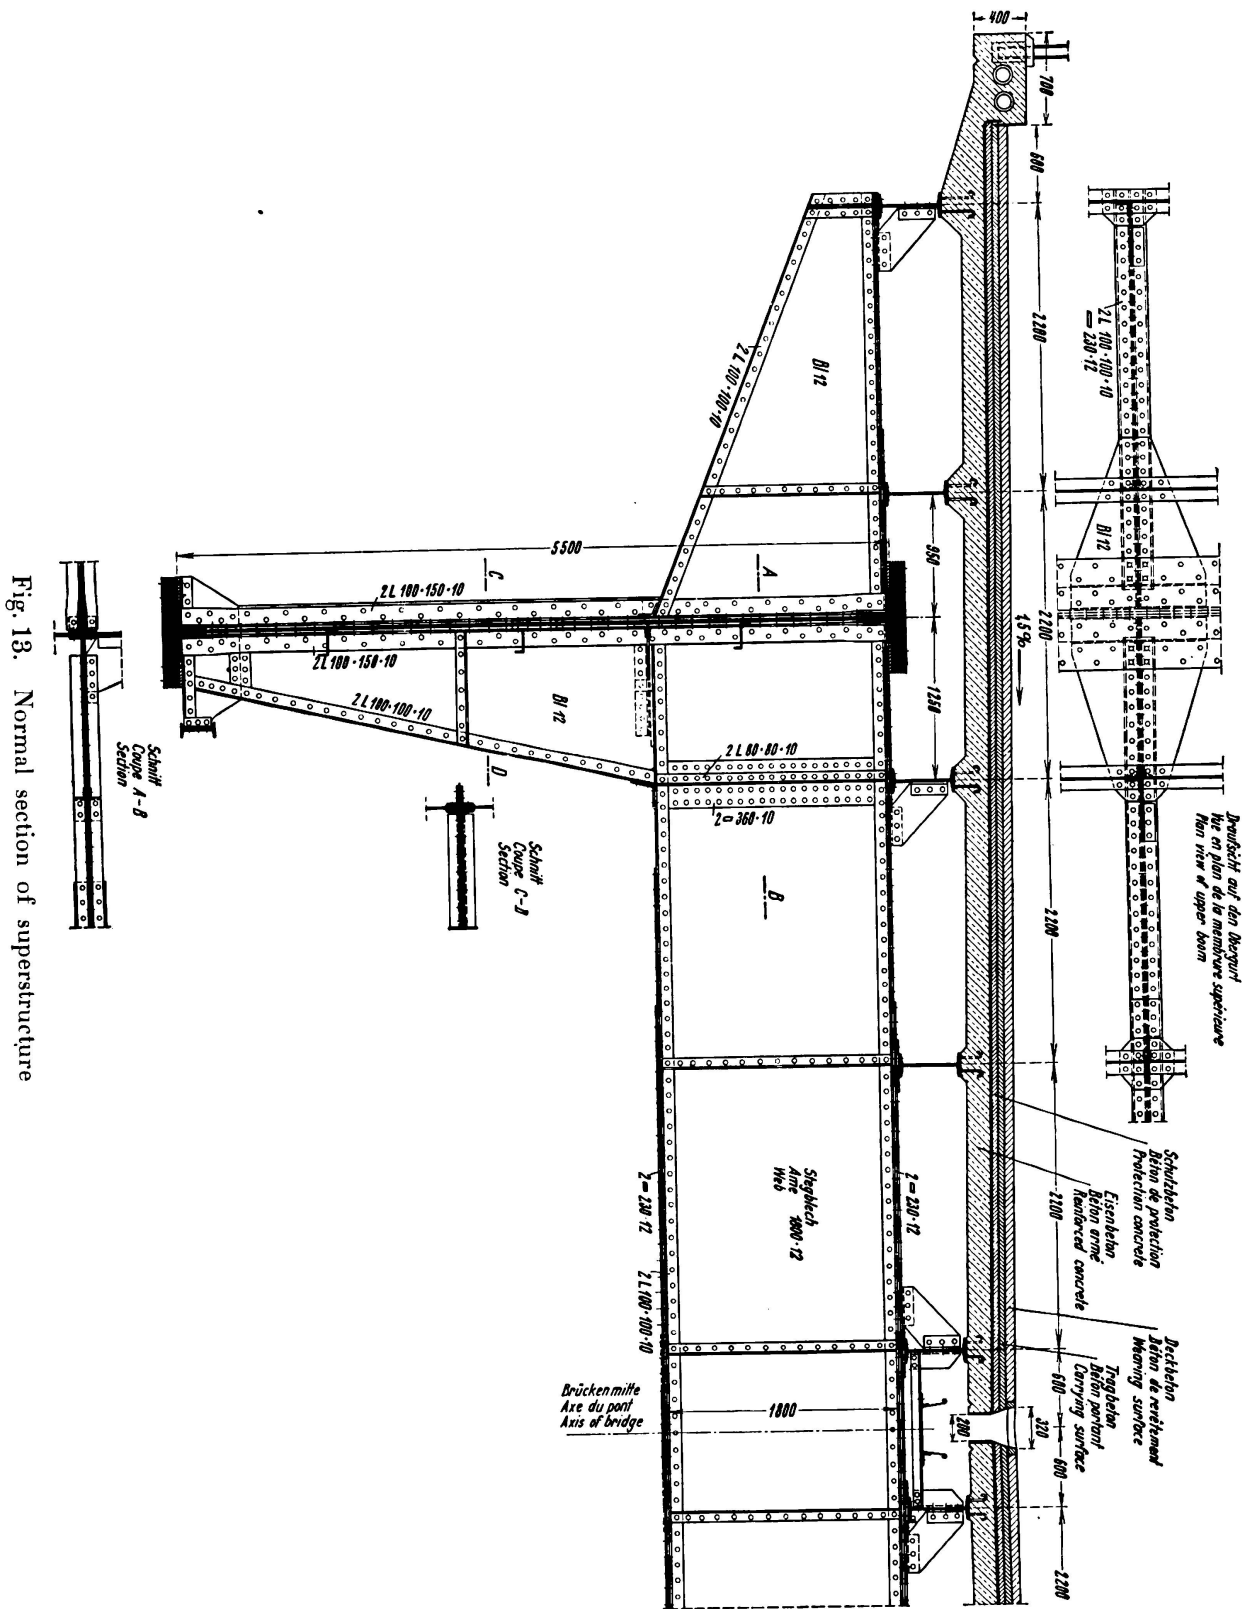 400
700
600
2200
2200
2200
2200
600
600
2200
2 L 100·100·10
= 230·12
Bl 12
Draufsicht auf den Obergurt
Vue en plan de la membrure supérieure
Plan view of upper boom
1,5%
950
1250
2 L 100·100·10
Bl 12
5500
A
C
2 L 100·150·10
2 L 100·150·10
2 L 100·100·10
Bl 12
2 L 80·80·10
2 = 360·10
D
B
Schnitt
Coupe A-B
Section
Schnitt
Coupe C-D
Section
Stegblech
Ame 1800·12
Web
2 = 230·12
2 = 230·12
2 L 100·100·10
Schutzbeton
Béton de protection
Protection concrete
Eisenbeton
Béton armé
Reinforced concrete
Deckbeton
Béton de revêtement
Wearing surface
Tragbeton
Béton portant
Carrying surface
Brückenmitte
Axe du pont
Axis of bridge
1800
200
320
Fig. 13. Normal section of superstructure